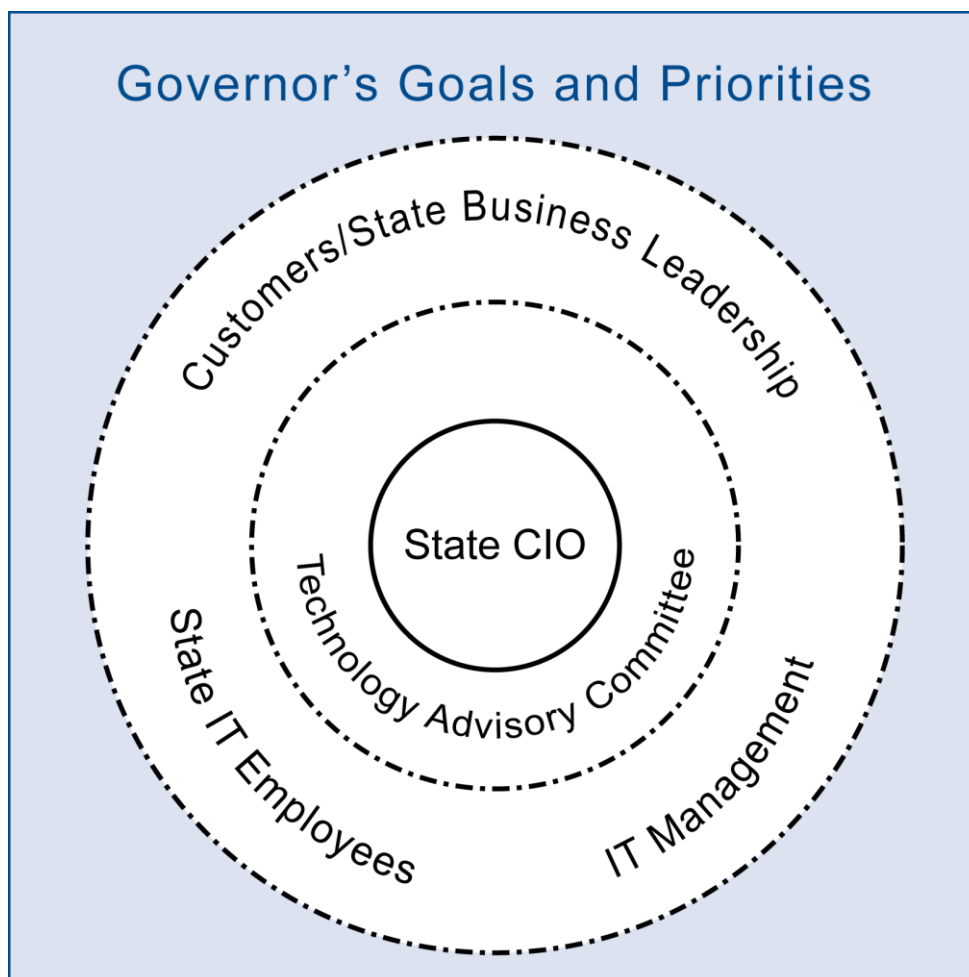 Governor’s Goals and Priorities
Customers/State Business Leadership
State CIO
Technology Advisory Committee
State IT Employees
IT Management